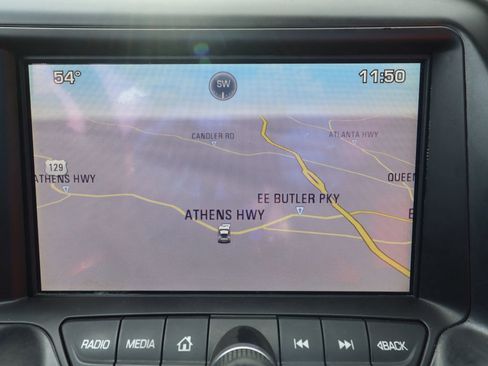 54° SW 11:50
CANDLER RD ATLANTA HWY
129
ATHENS HWY QUEEN
EE BUTLER PKY
ATHENS HWY E
RADIO MEDIA BACK